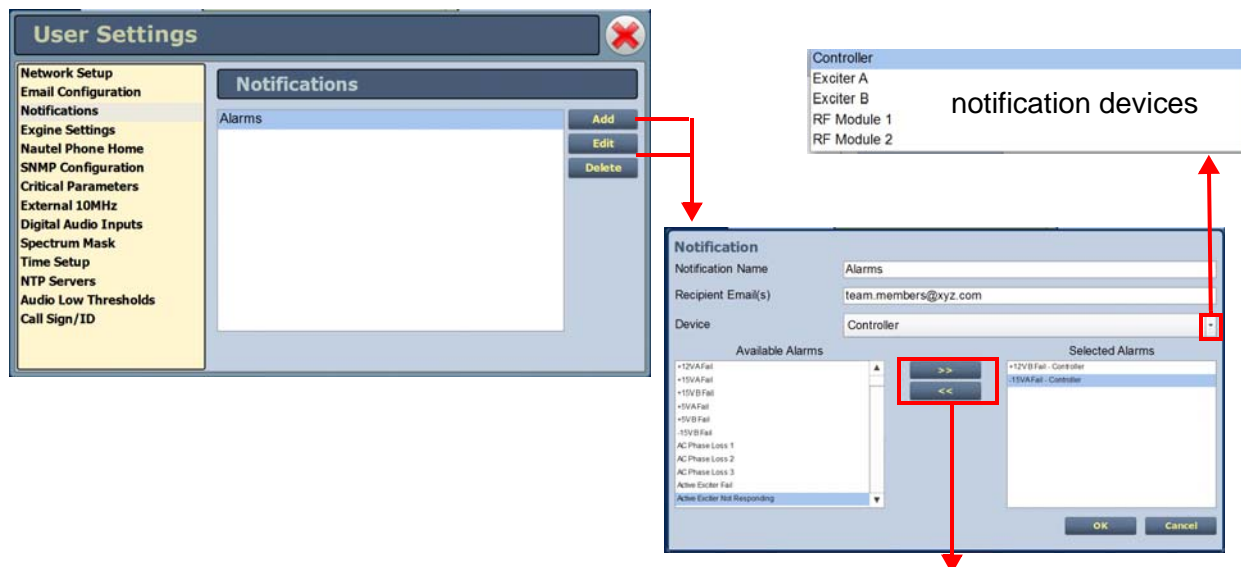 User Settings
Network Setup
Email Configuration
Notifications
Exgine Settings
Nautel Phone Home
SNMP Configuration
Critical Parameters
External 10MHz
Digital Audio Inputs
Spectrum Mask
Time Setup
NTP Servers
Audio Low Thresholds
Call Sign/ID
Notifications
Alarms
Add
Edit
Delete
Controller
Exciter A
Exciter B
RF Module 1
RF Module 2
notification devices
Notification
Notification Name
Alarms
Recipient Email(s)
team.members@xyz.com
Device
Controller
Available Alarms
+12VA Fail
+15VA Fail
+15VB Fail
+5VA Fail
+5VB Fail
-15VB Fail
AC Phase Loss 1
AC Phase Loss 2
AC Phase Loss 3
Active Exciter Fail
Active Exciter Not Responding
>>
<<
Selected Alarms
+12VB Fail - Controller
-15VA Fail - Controller
OK
Cancel